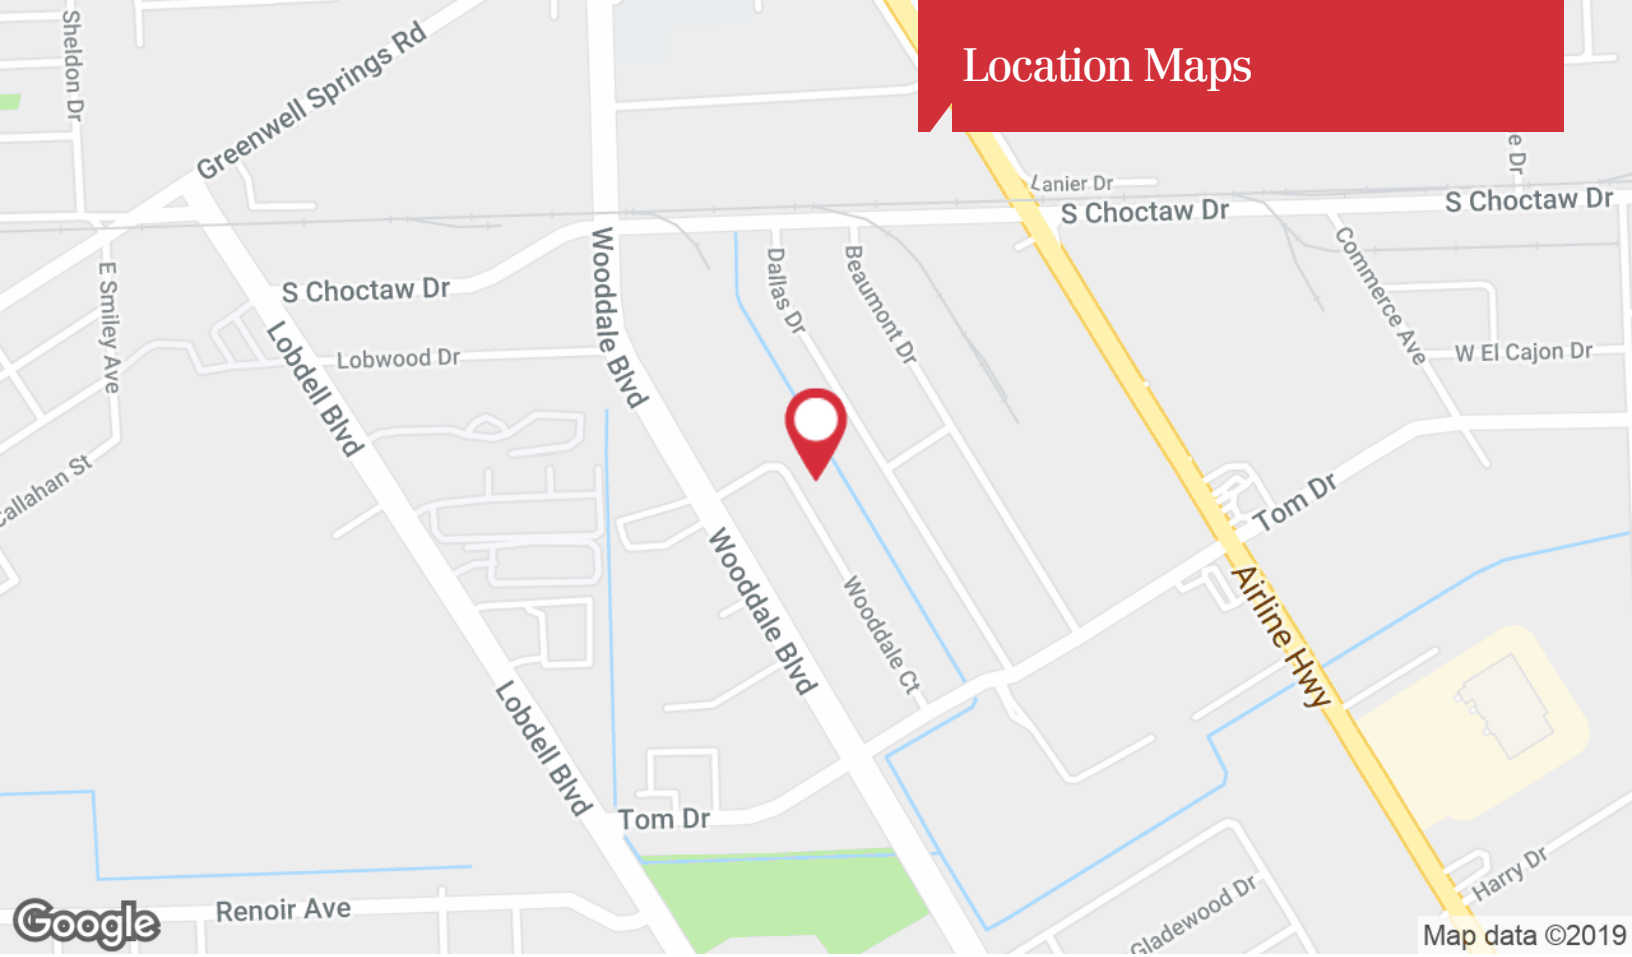 Location Maps
Sheldon Dr
Greenwell Springs Rd
e Dr
Lanier Dr
S Choctaw Dr
S Choctaw Dr
S Choctaw Dr
E Smiley Ave
Wooddale Blvd
Dallas Dr
Beaumont Dr
Commerce Ave
Lobdell Blvd
Lobwood Dr
W El Cajon Dr
Callahan St
Tom Dr
Wooddale Blvd
Wooddale Ct
Airline Hwy
Lobdell Blvd
Tom Dr
Renoir Ave
Harry Dr
Gladewood Dr
Google
Map data ©2019